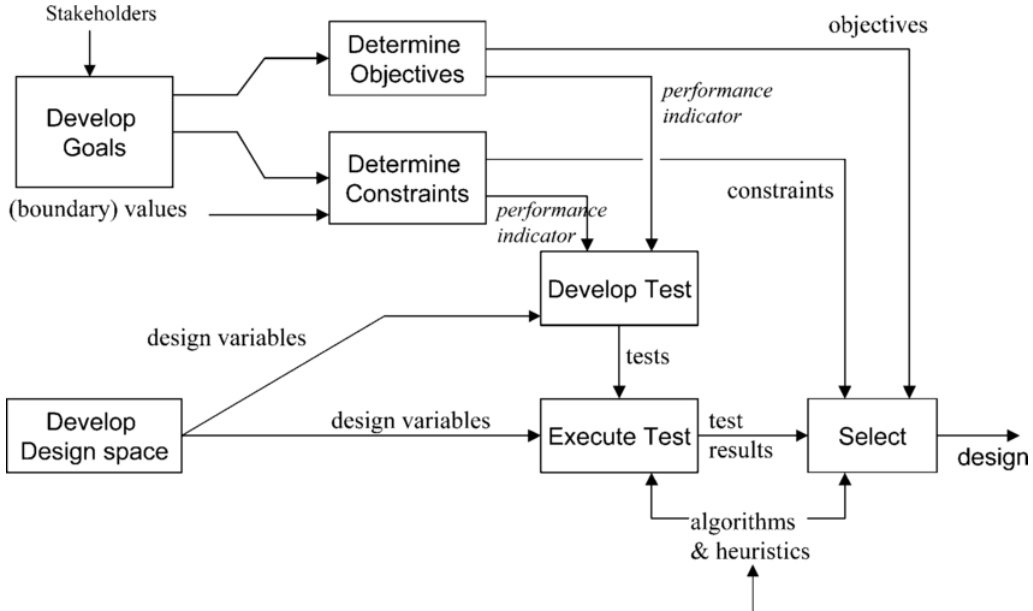 Stakeholders
Determine
Objectives
objectives
Develop
Goals
performance
indicator
Determine
Constraints
constraints
(boundary) values
performance
indicator
Develop Test
design variables
tests
Develop
Design space
design variables
Execute Test
test
results
Select
design
algorithms
& heuristics